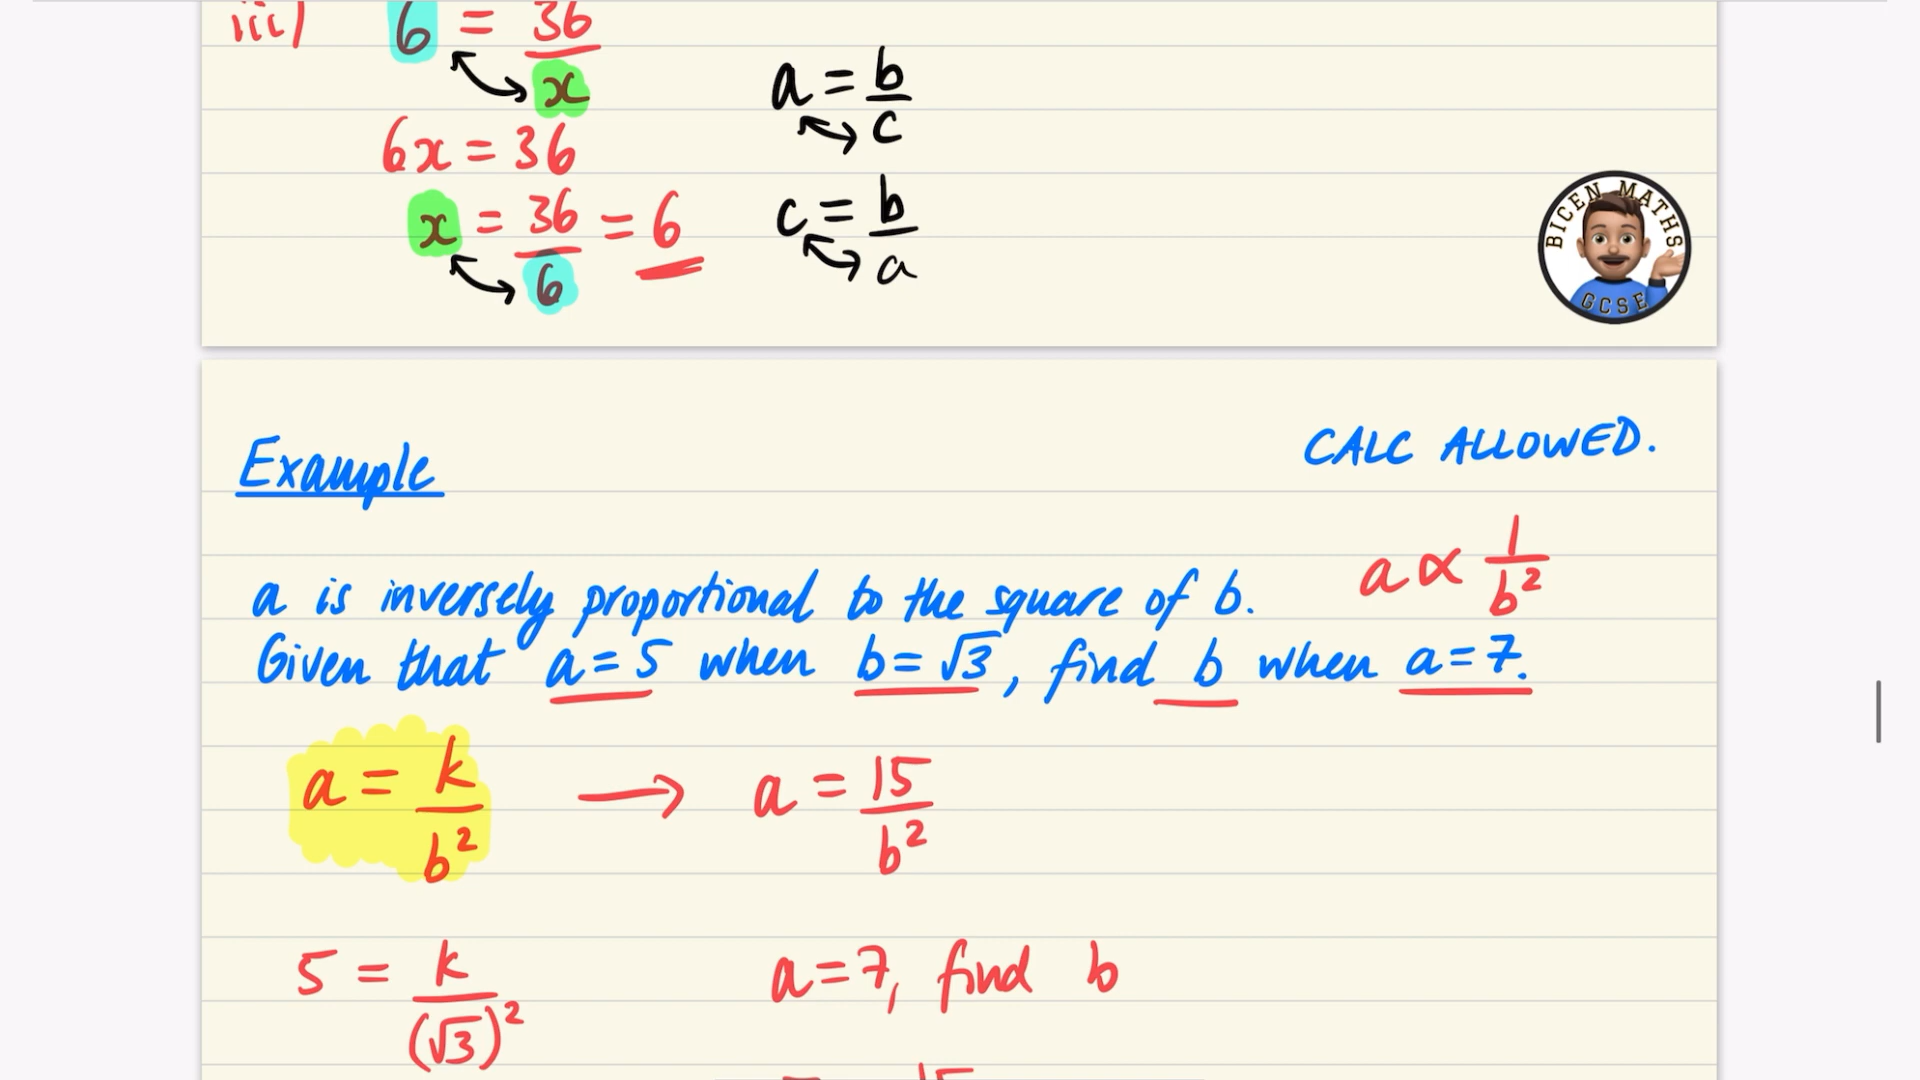 iii) 6 = 36/x
6x = 36
x = 36/6 = 6
a = b/c
c = b/a
BICEN MATHS
GCSE
Example
CALC ALLOWED.
a is inversely proportional to the square of b.
a ∝ 1/b²
Given that a=5 when b=√3, find b when a=7.
a = k/b² → a = 15/b²
5 = k/(√3)²
a=7, find b
15